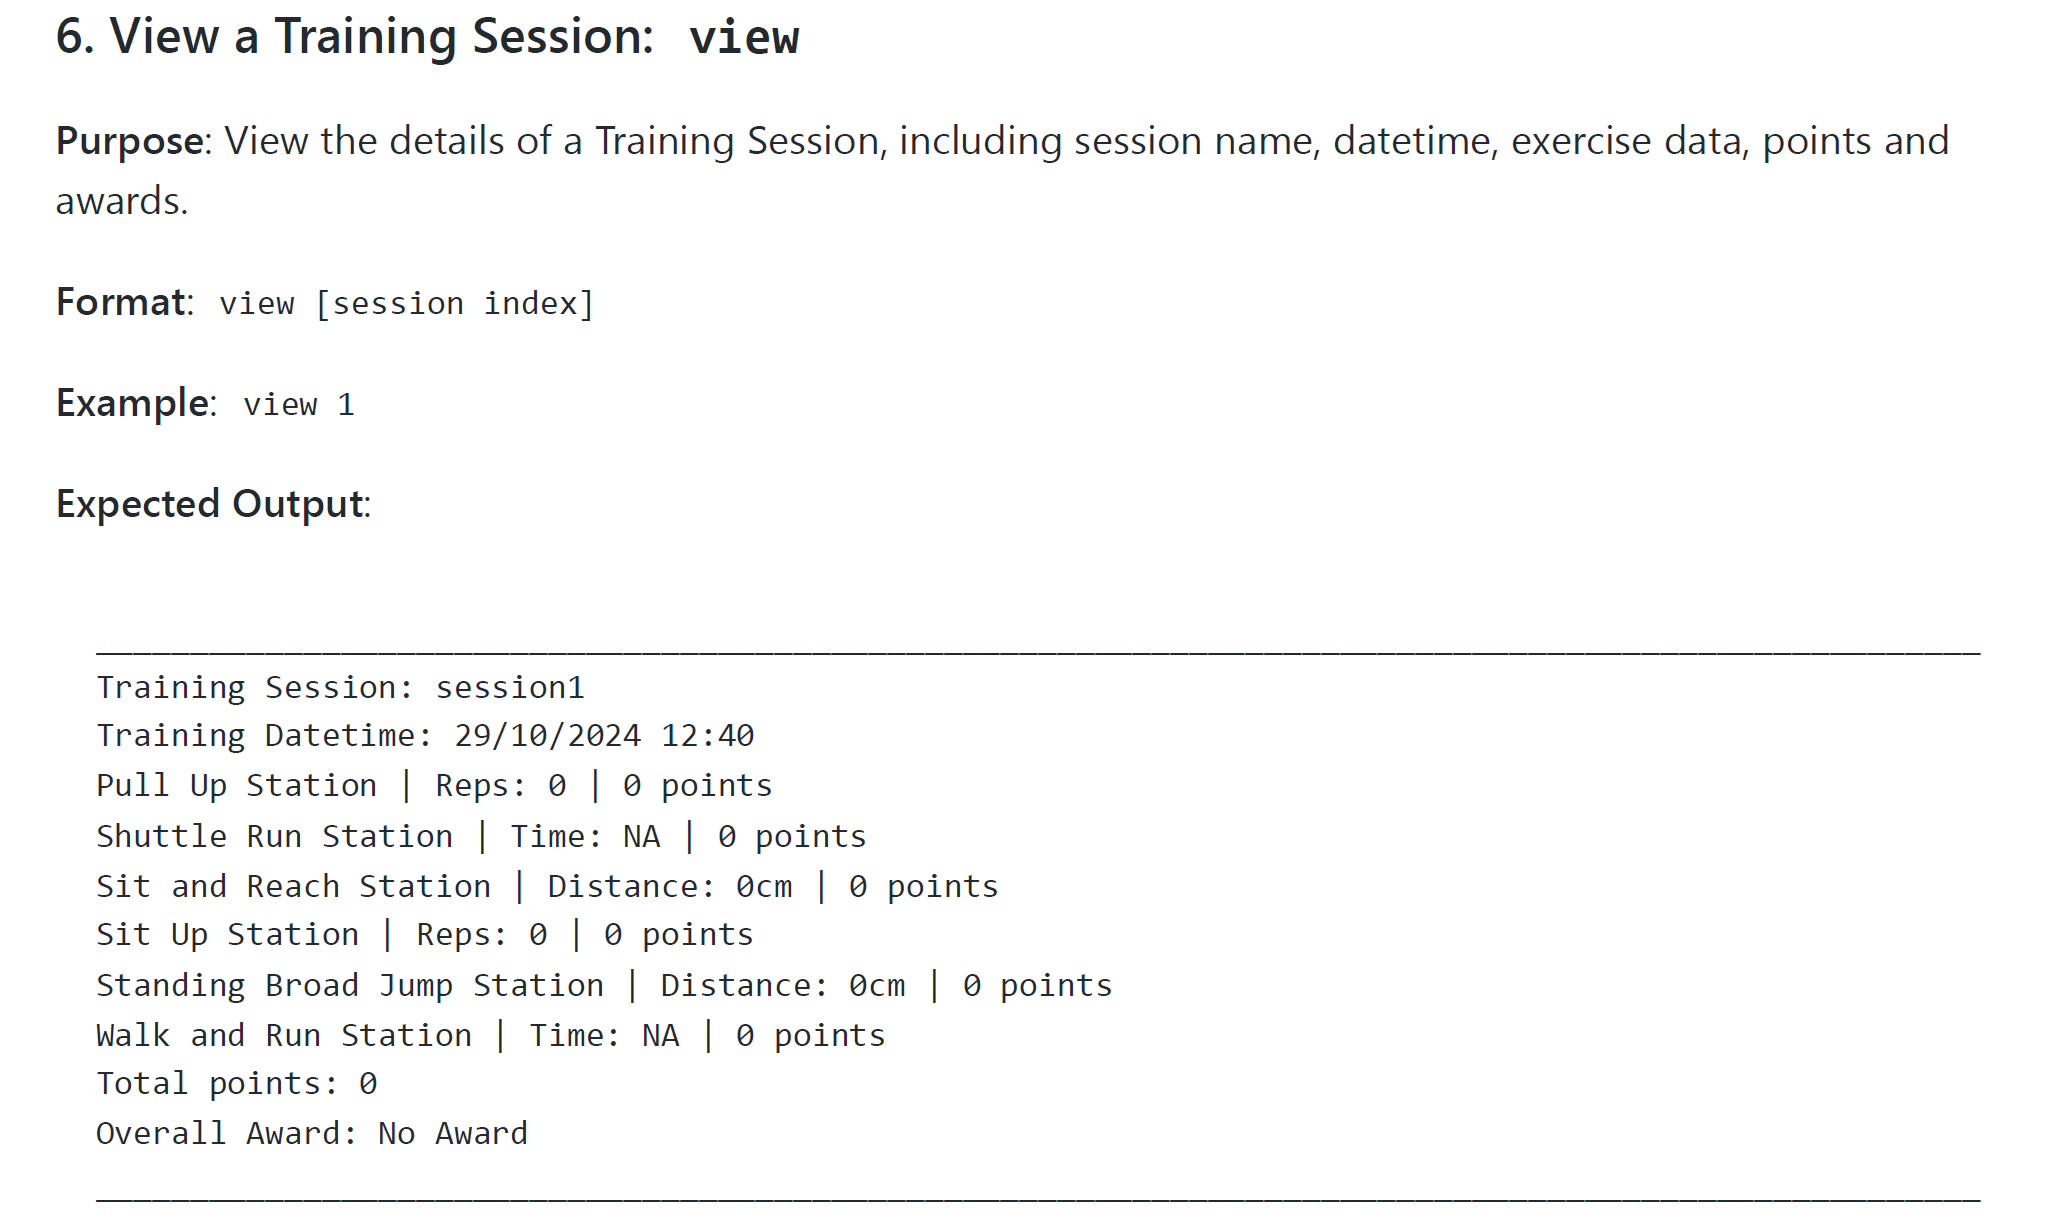 6. View a Training Session: view
Purpose: View the details of a Training Session, including session name, datetime, exercise data, points and
awards.
Format: view [session index]
Example: view 1
Expected Output:
Training Session: session1
Training Datetime: 29/10/2024 12:40
Pull Up Station | Reps: 0 | 0 points
Shuttle Run Station | Time: NA | 0 points
Sit and Reach Station | Distance: 0cm | 0 points
Sit Up Station | Reps: 0 | 0 points
Standing Broad Jump Station | Distance: 0cm | 0 points
Walk and Run Station | Time: NA | 0 points
Total points: 0
Overall Award: No Award